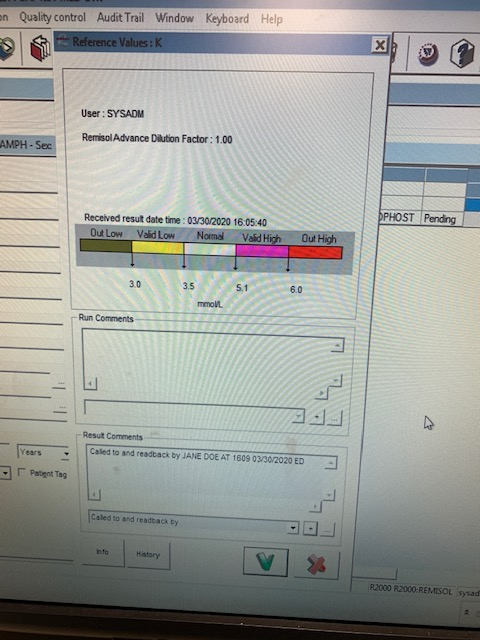 Quality control Audit Trail Window Keyboard Help
Reference Values : K
User : SYSADM
Remisol Advance Dilution Factor : 1.00
AMPH - Sex
Received result date time : 03/30/2020 16:05:40
Out Low Valid Low Normal Valid High Out High
3.0 3.5 5.1 6.0
mmol/L
OPHOST Pending
Run Comments
Result Comments
Called to and readback by JANE DOE AT 1609 03/30/2020 ED
Called to and readback by
Years
Patient Tag
Info History
R2000 R2000:REMISOL sysad